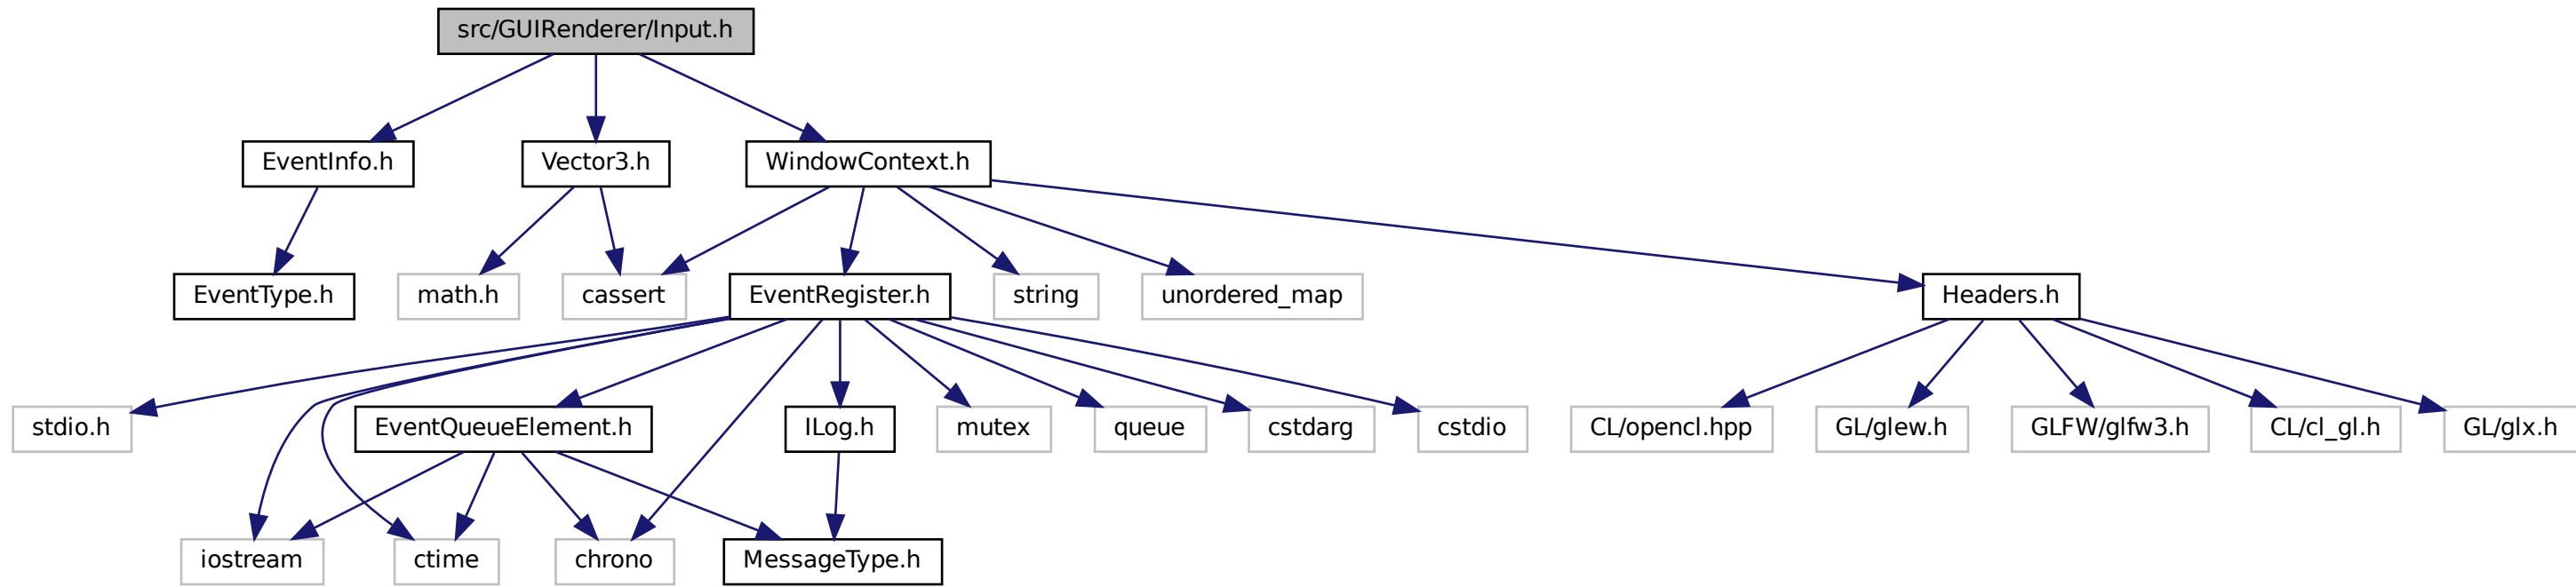 src/GUIRenderer/Input.h
EventInfo.h
Vector3.h
WindowContext.h
EventType.h
math.h
cassert
EventRegister.h
string
unordered_map
Headers.h
stdio.h
EventQueueElement.h
ILog.h
mutex
queue
cstdarg
cstdio
CL/opencl.hpp
GL/glew.h
GLFW/glfw3.h
CL/cl_gl.h
GL/glx.h
iostream
ctime
chrono
MessageType.h